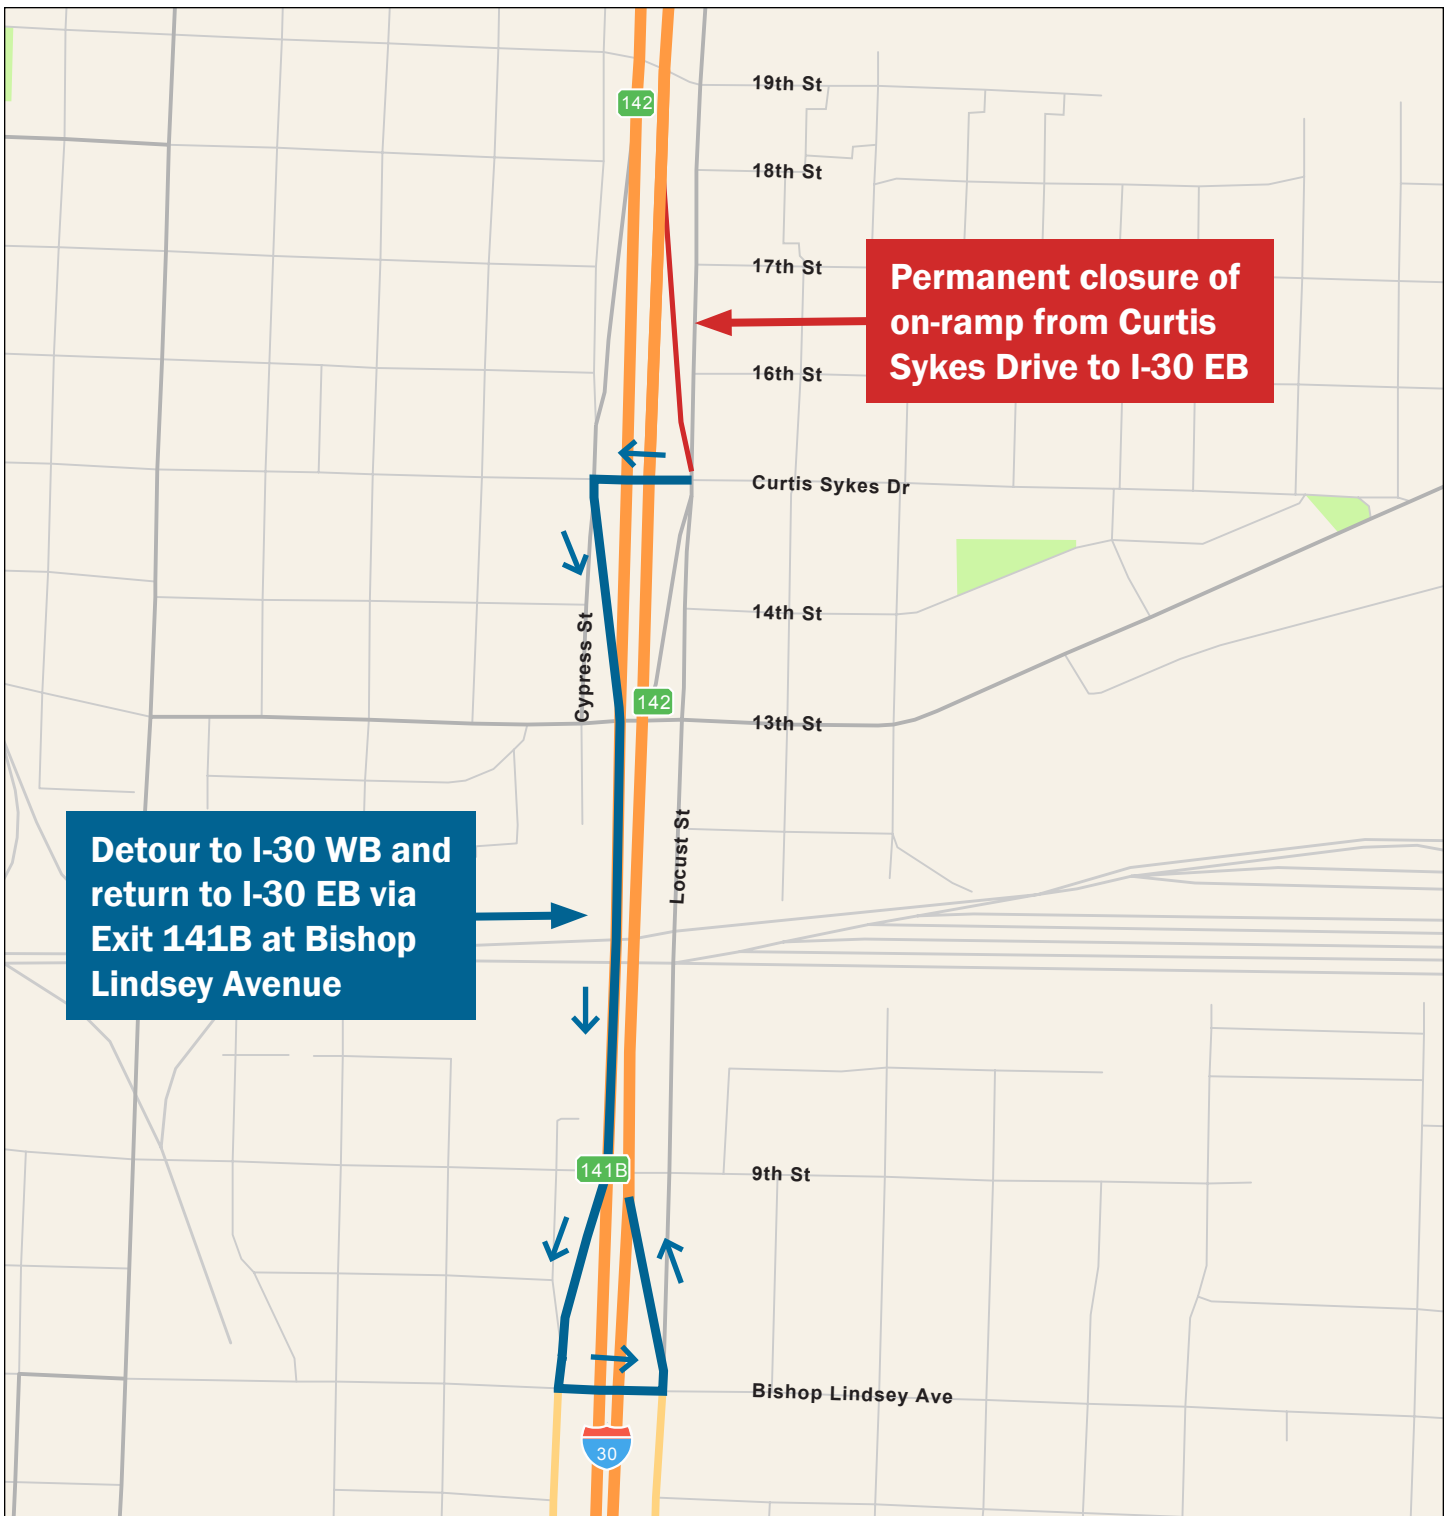 19th St
142
18th St
17th St
Permanent closure of
on-ramp from Curtis
Sykes Drive to I-30 EB
16th St
Curtis Sykes Dr
14th St
Cypress St
142
13th St
Locust St
Detour to I-30 WB and
return to I-30 EB via
Exit 141B at Bishop
Lindsey Avenue
141B
9th St
Bishop Lindsey Ave
30